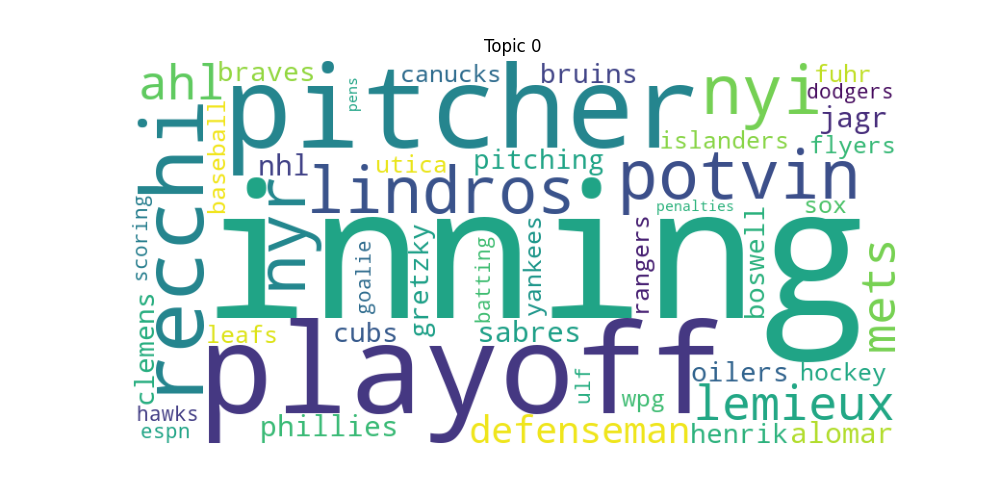 Topic 0
ahl
braves
pens
canucks
bruins
nyi
fuhr
dodgers
jagr
pitcher
recchi
baseball
nhl
utica
pitching
islanders
flyers
nyr
lindros
potvin
penalties
sox
inning
scoring
goalie
gretzky
batting
yankees
rangers
boswell
mets
clemens
leafs
cubs
sabres
playoff
ulf
wpg
oilers
hockey
lemieux
hawks
espn
phillies
defenseman
henrik
alomar